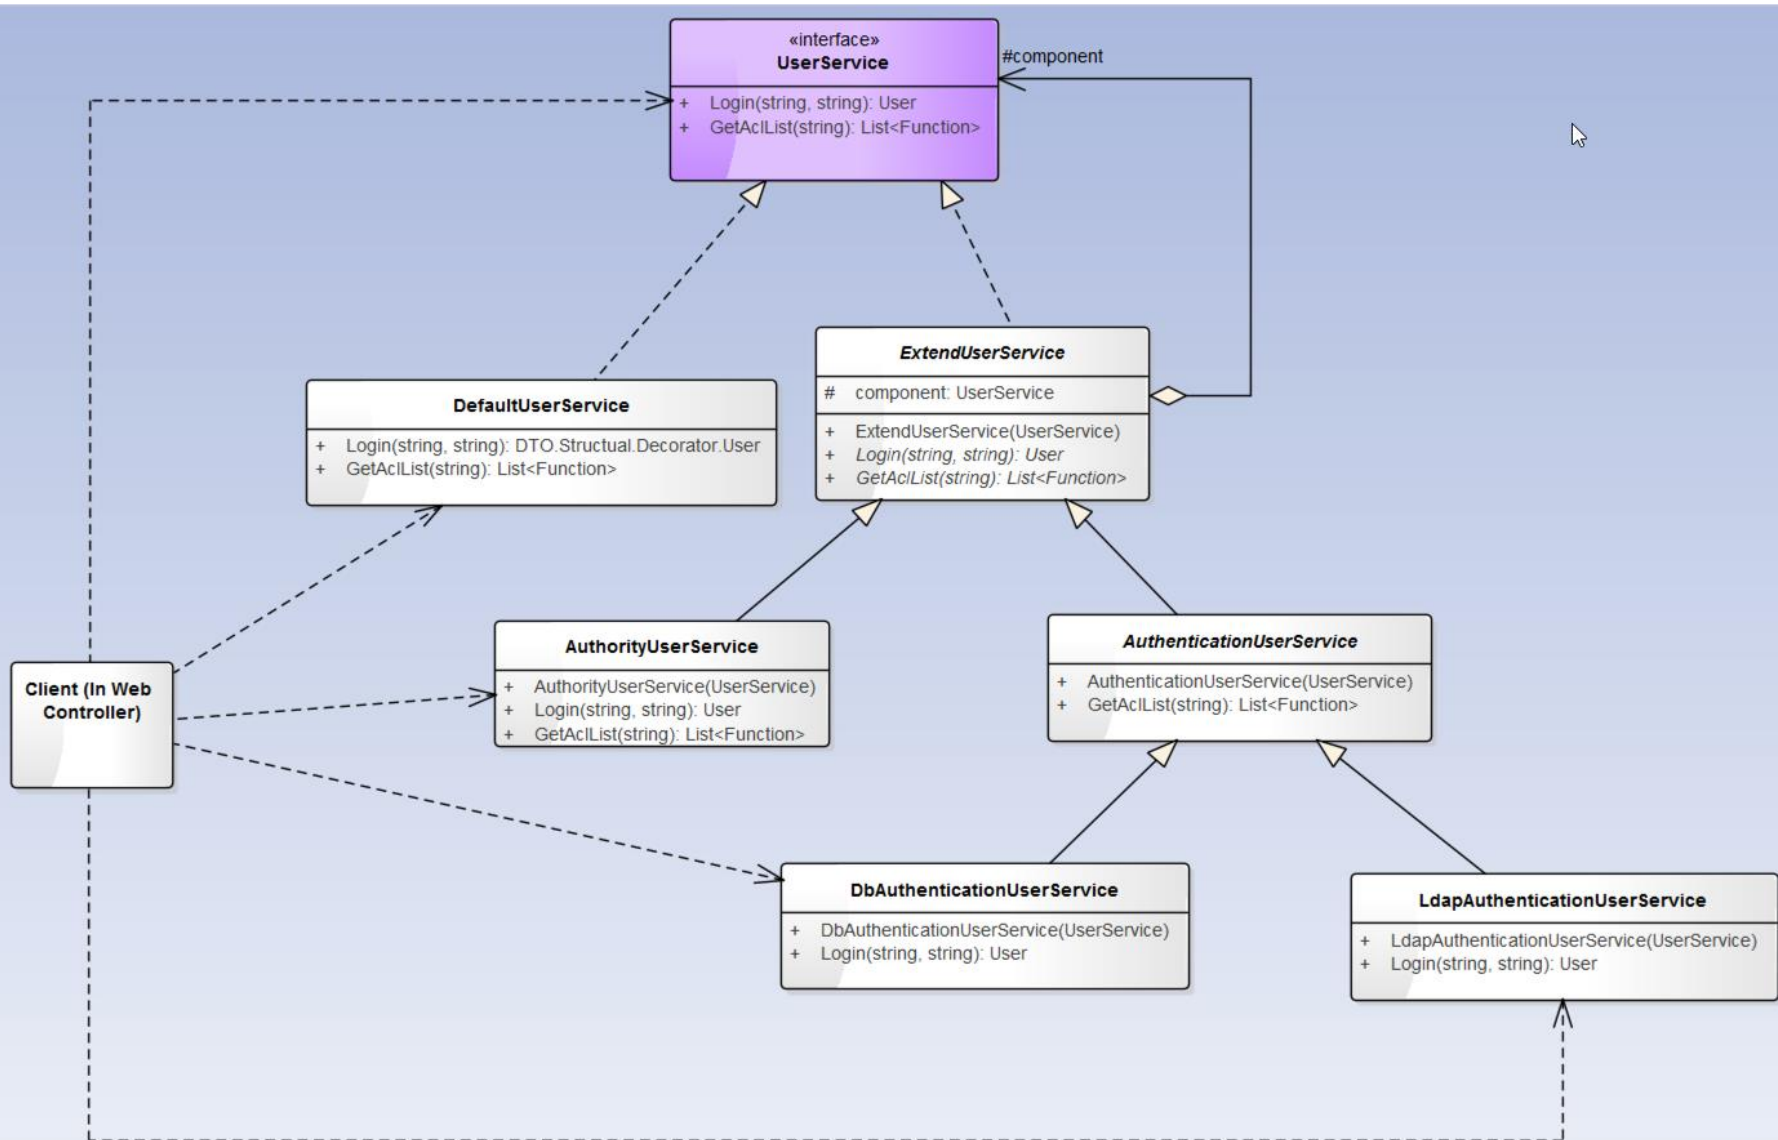 «interface»
UserService
+ Login(string, string): User
+ GetAclList(string): List<Function>
#component
ExtendUserService
# component: UserService
+ ExtendUserService(UserService)
+ Login(string, string): User
+ GetAclList(string): List<Function>
DefaultUserService
+ Login(string, string): DTO.Structual.Decorator.User
+ GetAclList(string): List<Function>
AuthorityUserService
+ AuthorityUserService(UserService)
+ Login(string, string): User
+ GetAclList(string): List<Function>
AuthenticationUserService
+ AuthenticationUserService(UserService)
+ GetAclList(string): List<Function>
Client (In Web
Controller)
DbAuthenticationUserService
+ DbAuthenticationUserService(UserService)
+ Login(string, string): User
LdapAuthenticationUserService
+ LdapAuthenticationUserService(UserService)
+ Login(string, string): User